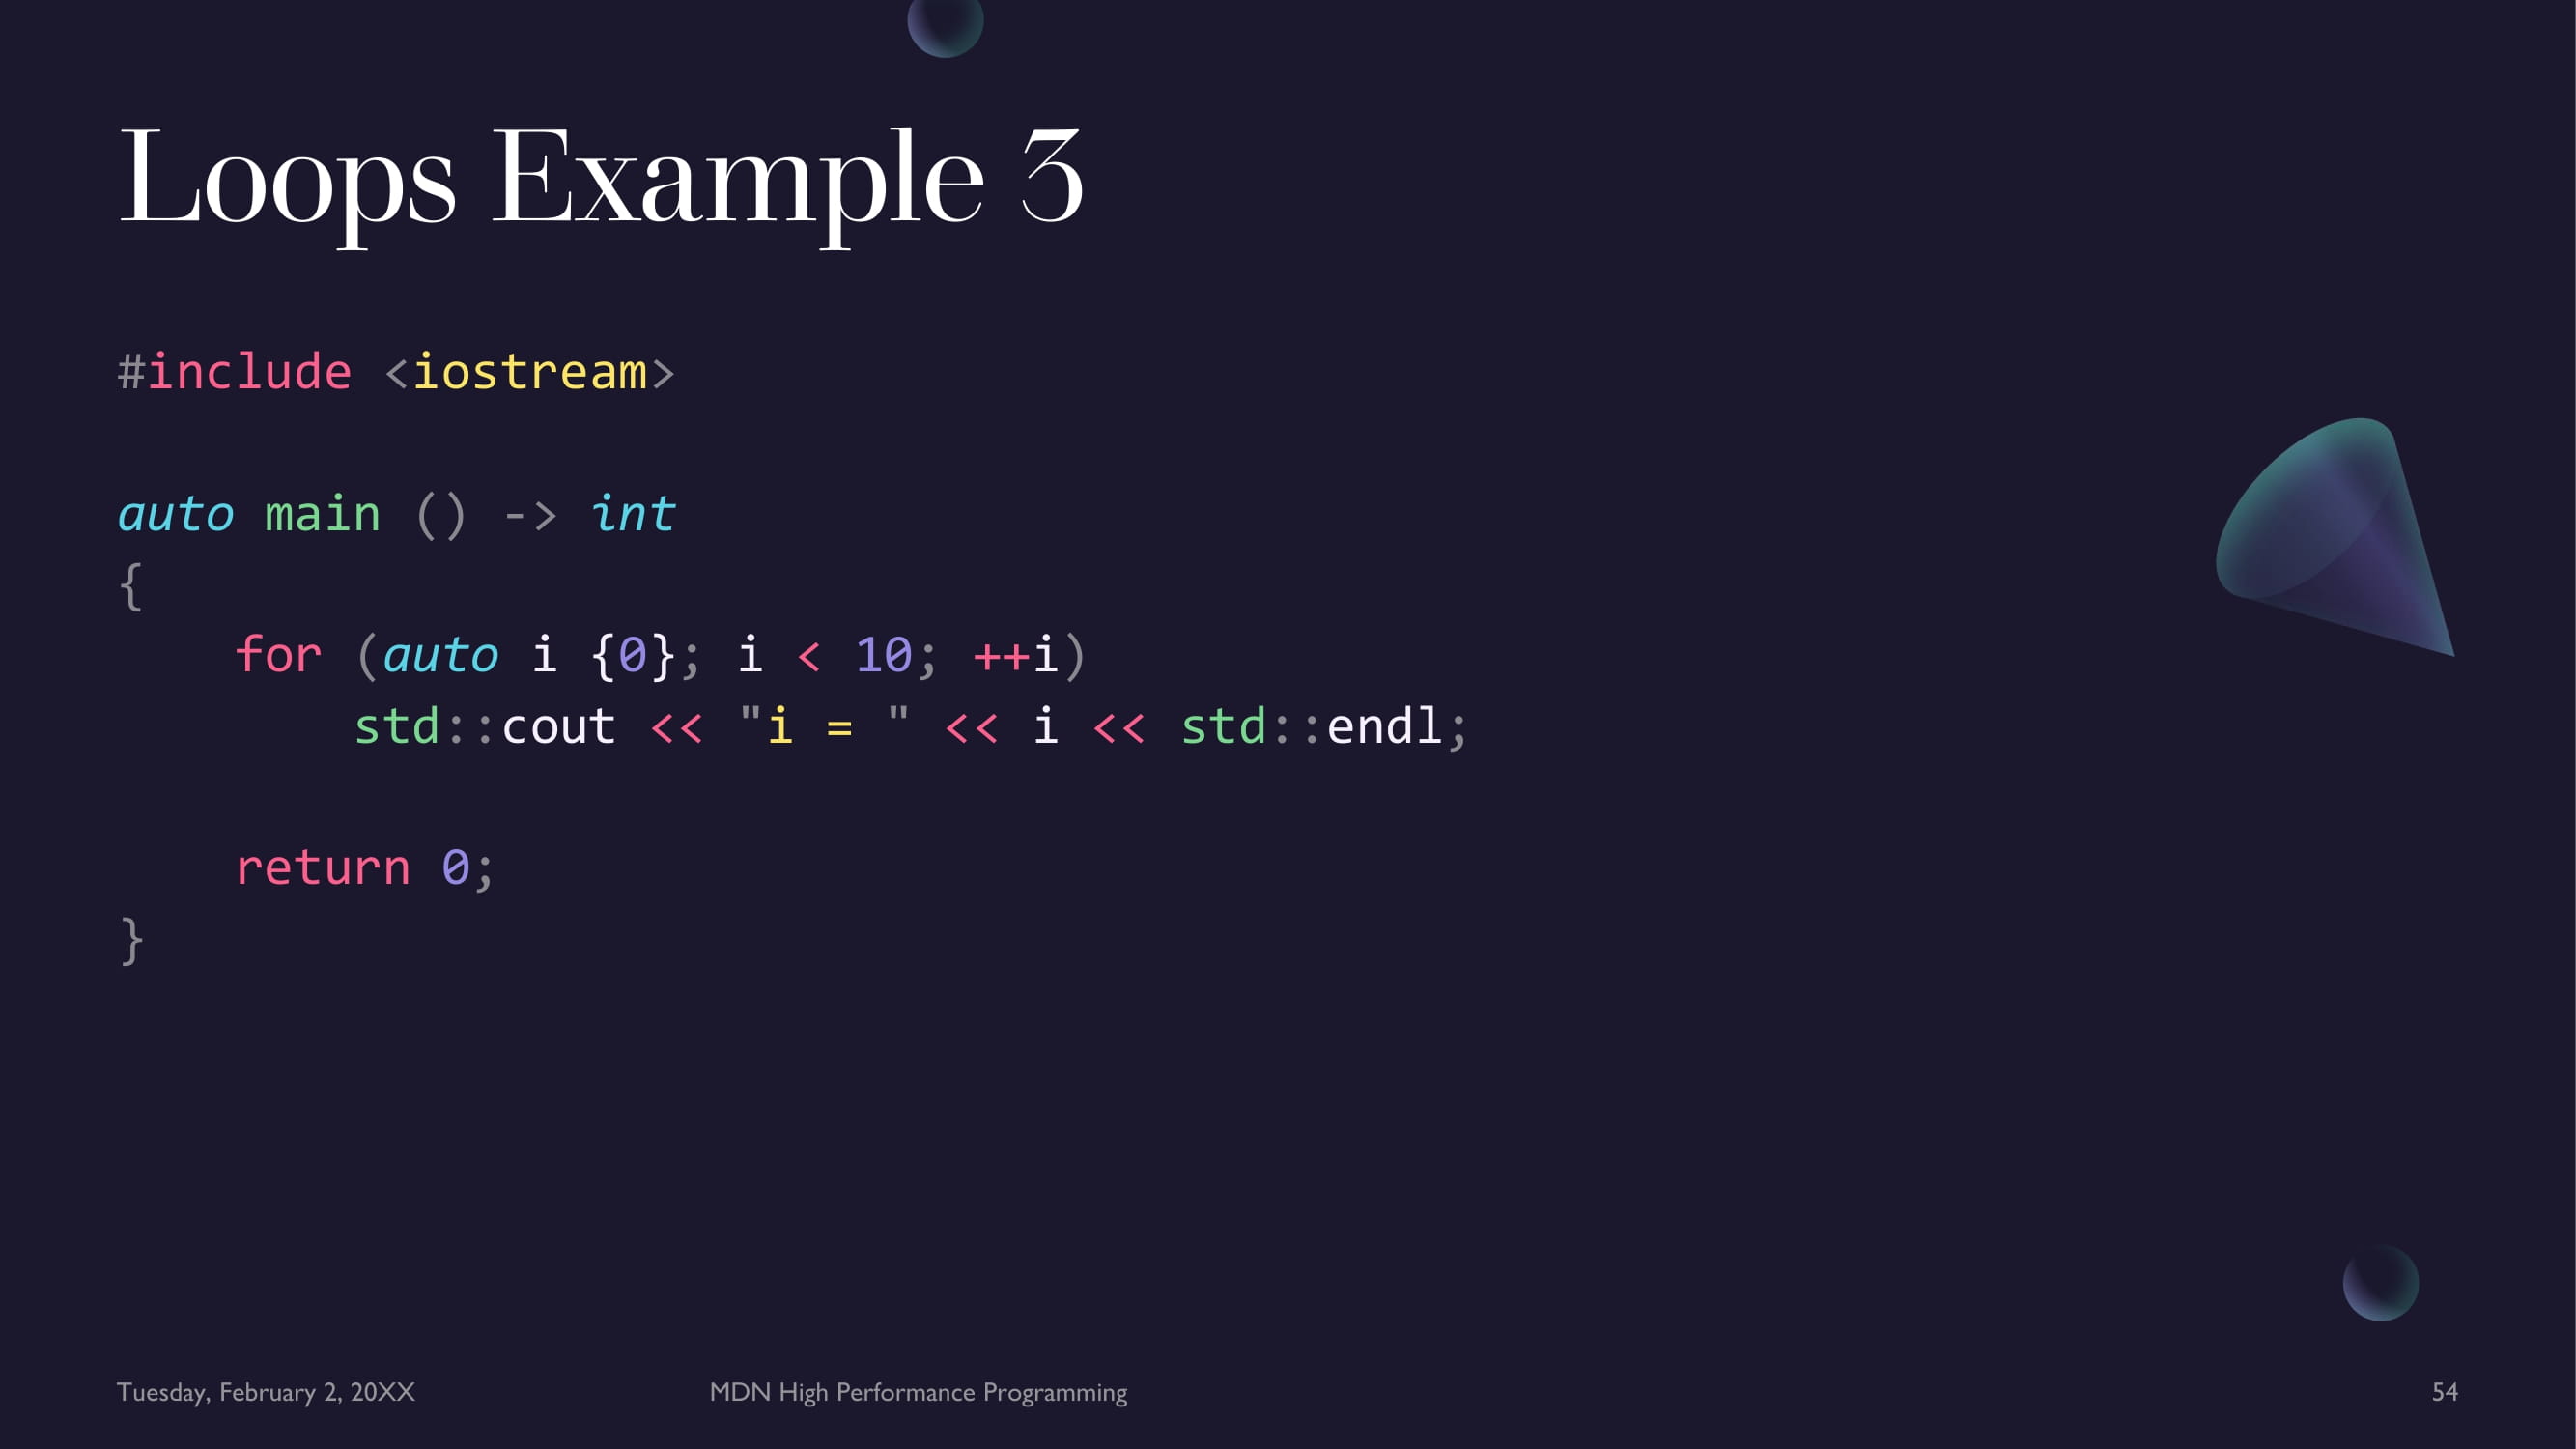 Loops Example 3
#include <iostream>
auto main () -> int
{
    for (auto i {0}; i < 10; ++i)
        std::cout << "i = " << i << std::endl;
    return 0;
}
Tuesday, February 2, 20XX
MDN High Performance Programming
54